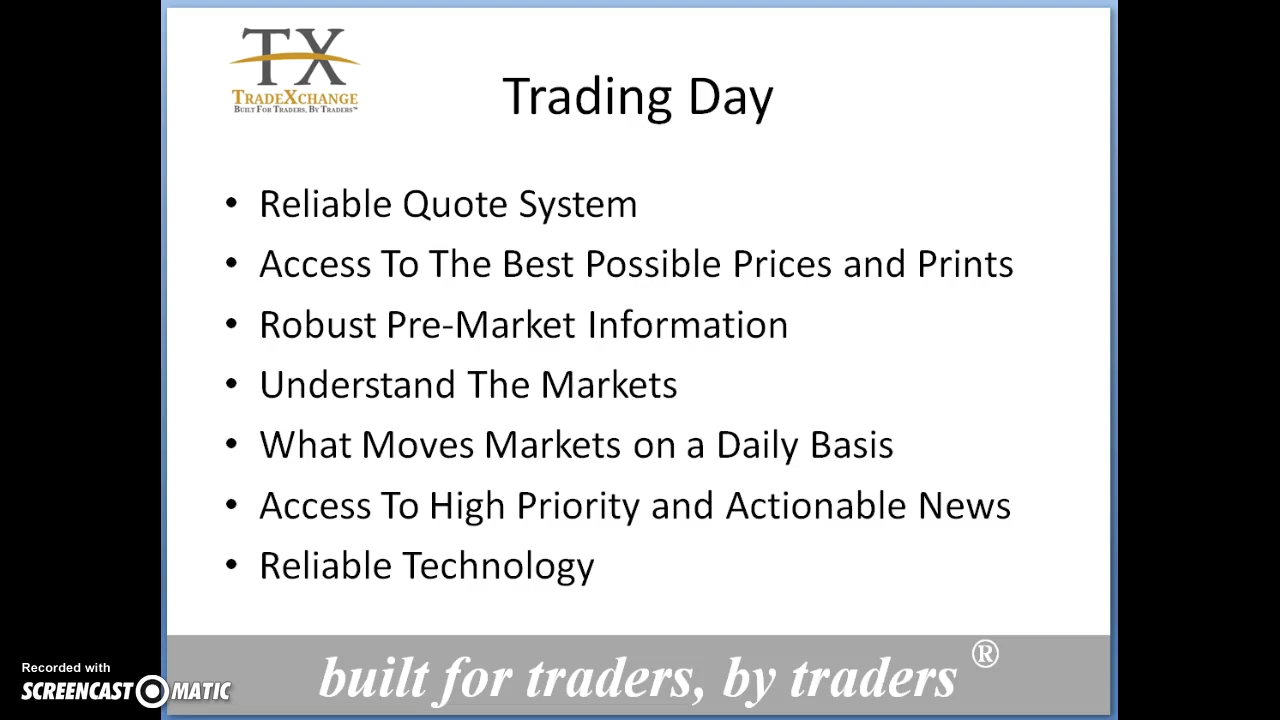 TX
TRADEXCHANGE
BUILT FOR TRADERS, BY TRADERS™
Trading Day
• Reliable Quote System
• Access To The Best Possible Prices and Prints
• Robust Pre-Market Information
• Understand The Markets
• What Moves Markets on a Daily Basis
• Access To High Priority and Actionable News
• Reliable Technology
built for traders, by traders ®
Recorded with
SCREENCAST-O-MATIC